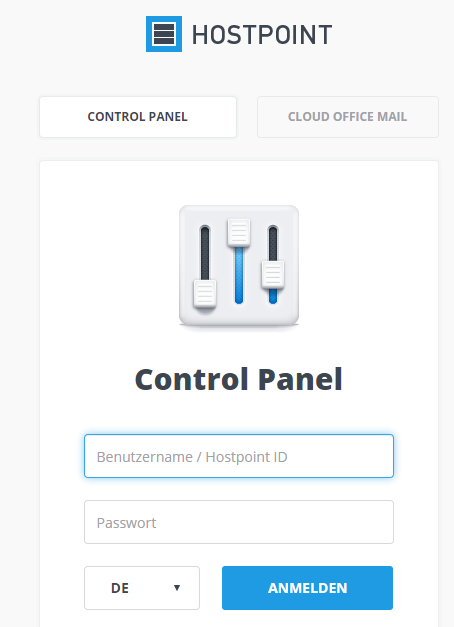 HOSTPOINT
CONTROL PANEL
CLOUD OFFICE MAIL
Control Panel
Benutzername / Hostpoint ID
Passwort
DE
ANMELDEN